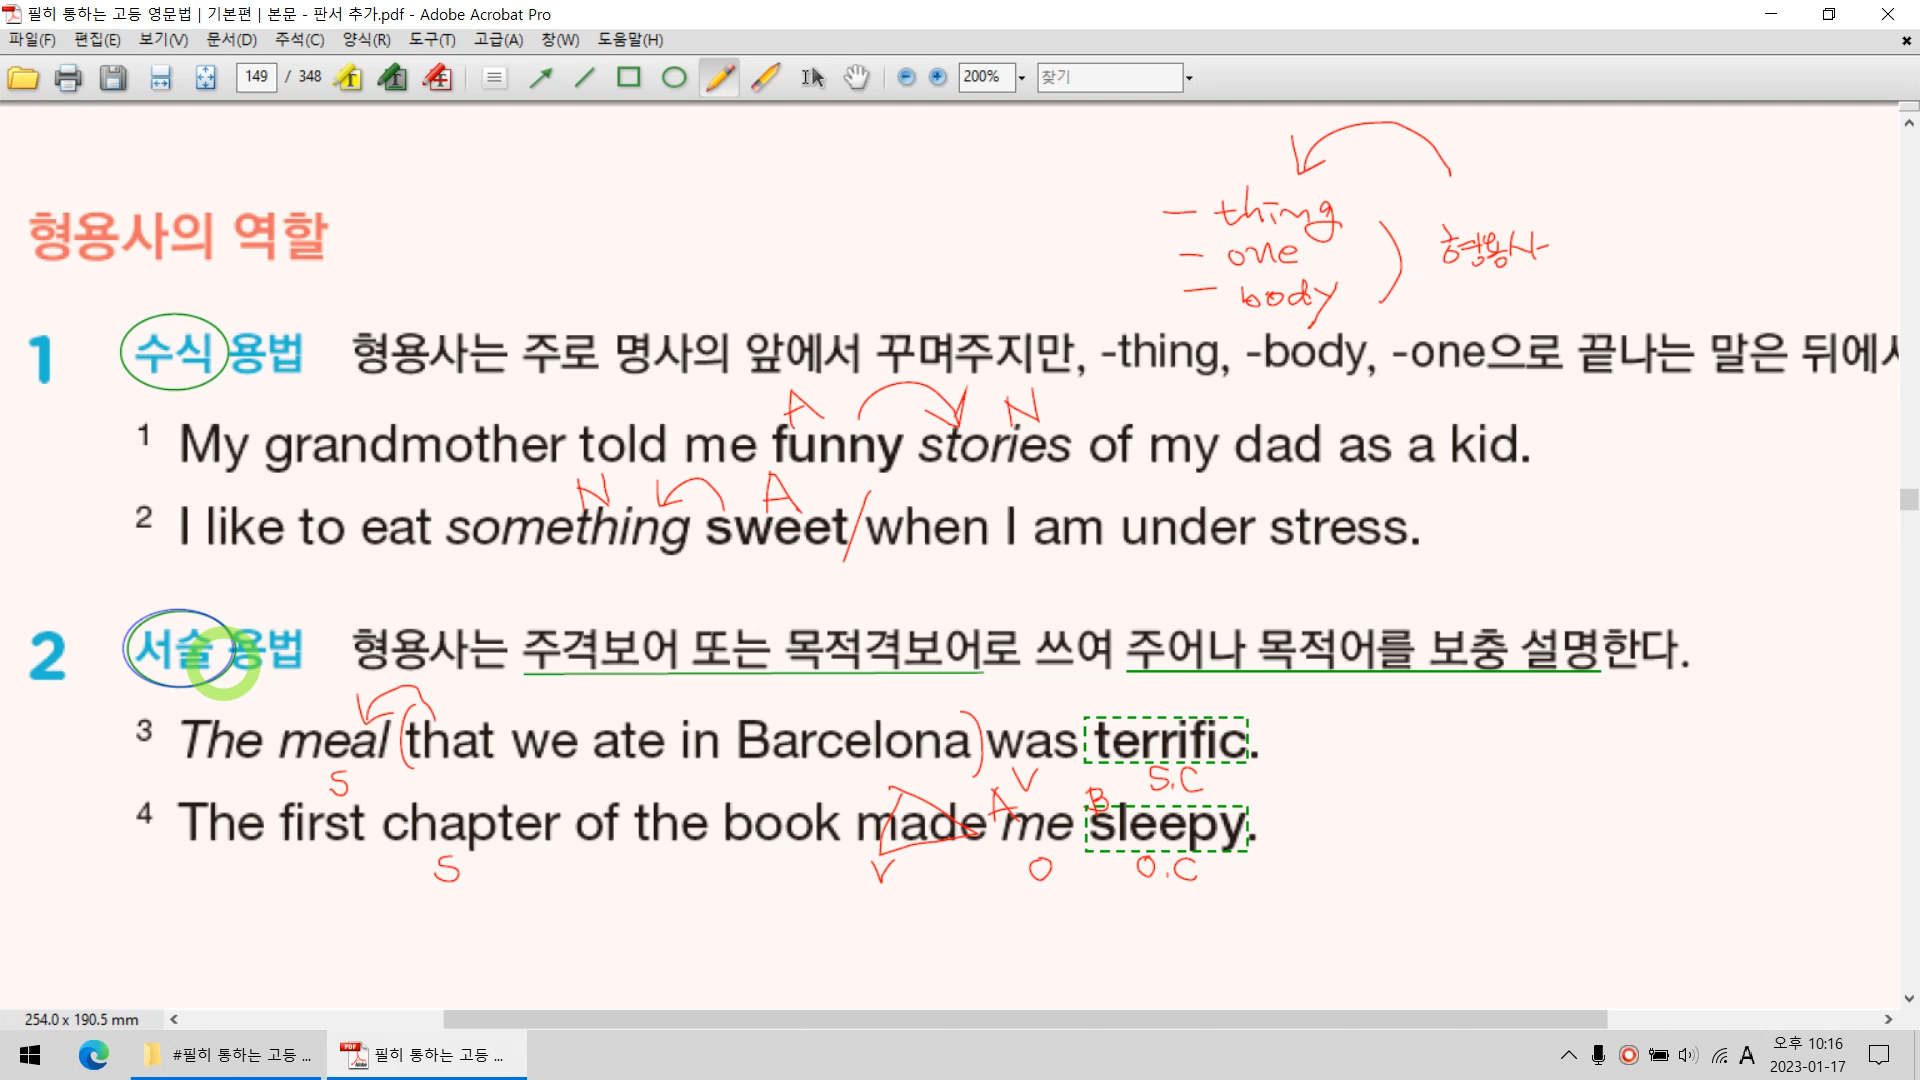 필히 통하는 고등 영문법 | 기본편 | 본문 - 판서 추가.pdf - Adobe Acrobat Pro
파일(F) 편집(E) 보기(V) 문서(D) 주석(C) 양식(R) 도구(T) 고급(A) 창(W) 도움말(H)
149 / 348 200% 찾기
형용사의 역할
- thing
- one
- body
형용사
1 수식 용법 형용사는 주로 명사의 앞에서 꾸며주지만, -thing, -body, -one으로 끝나는 말은 뒤에서
A N
1 My grandmother told me funny stories of my dad as a kid.
N A
2 I like to eat something sweet/when I am under stress.
2 서술 용법 형용사는 주격보어 또는 목적격보어로 쓰여 주어나 목적어를 보충 설명한다.
3 The meal (that we ate in Barcelona) was terrific.
S V S.C
A B
4 The first chapter of the book made me sleepy.
S V O O.C
254.0 x 190.5 mm
#필히 통하는 고등 ... 필히 통하는 고등 ... A 오후 10:16
2023-01-17